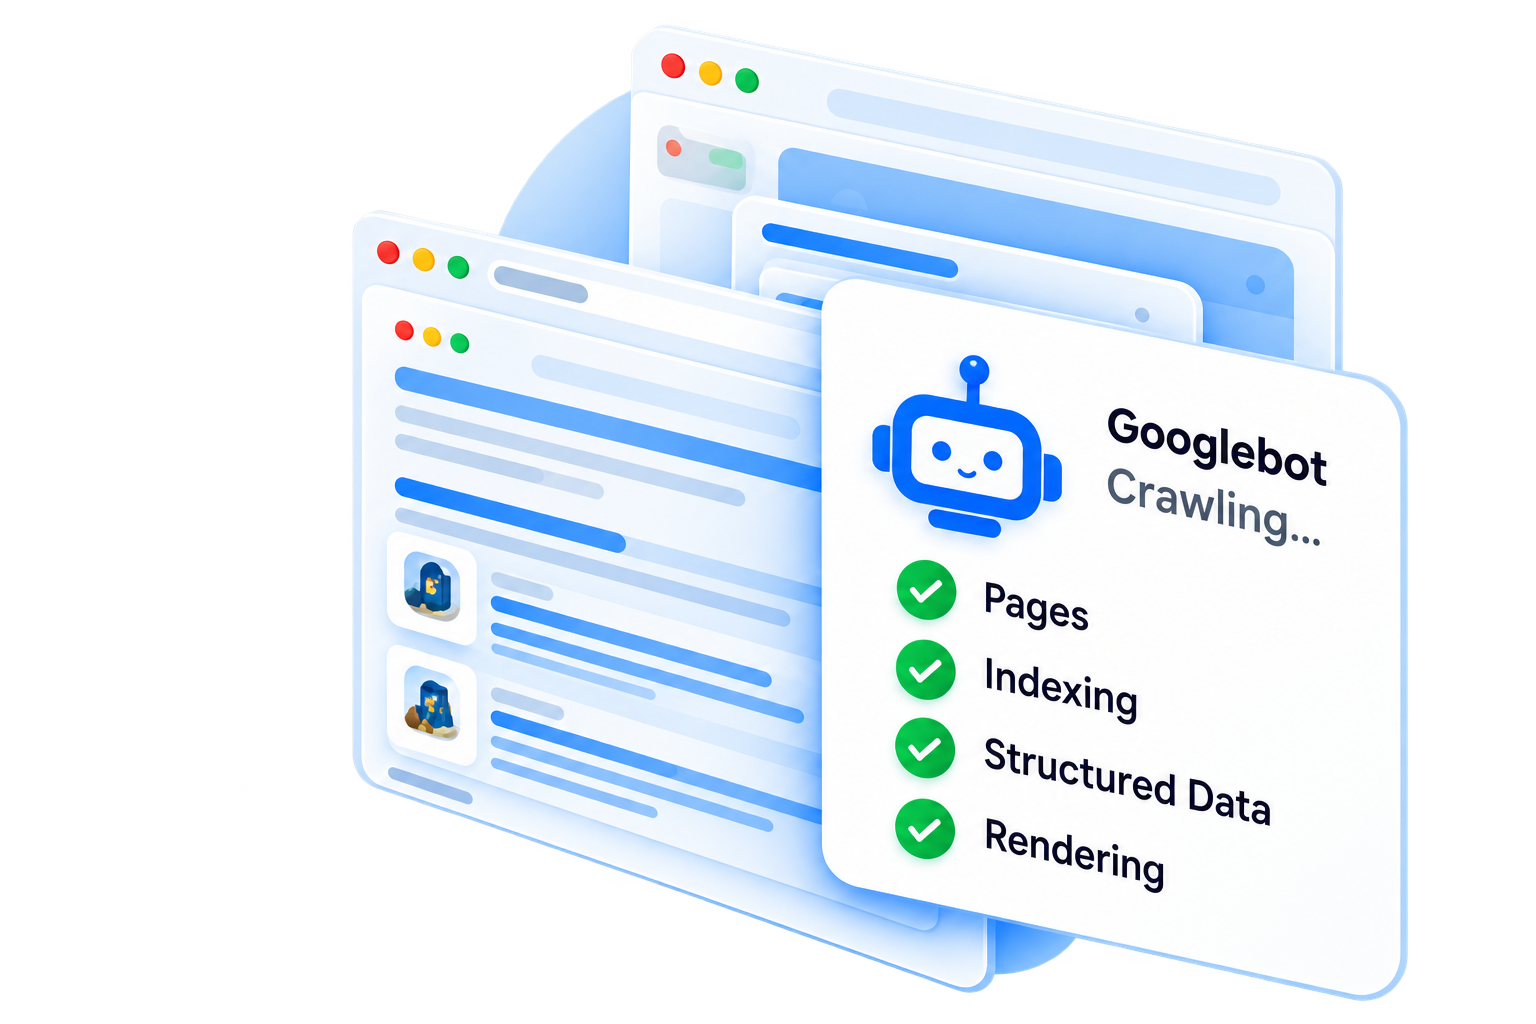 Googlebot
Crawling...
Pages
Indexing
Structured Data
Rendering